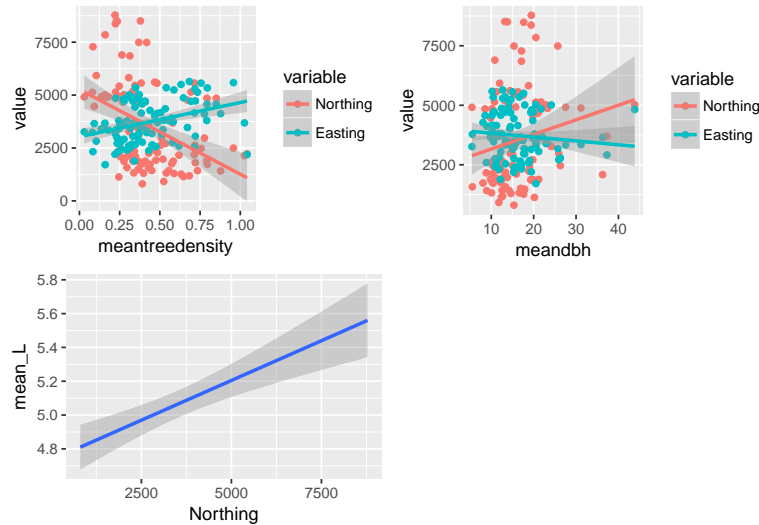 7500
5000
2500
0
value
0.00 0.25 0.50 0.75 1.00
meantreedensity
variable
Northing
Easting
7500
5000
2500
value
10 20 30 40
meandbh
variable
Northing
Easting
5.8
5.6
5.4
5.2
5.0
4.8
mean_L
2500 5000 7500
Northing